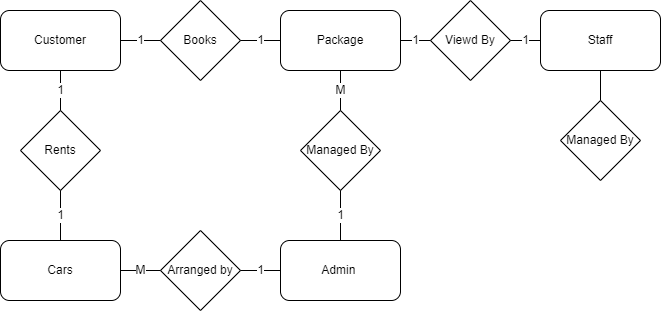 Customer
1
Books
1
Package
1
Viewd By
1
Staff
1
M
Rents
Managed By
Managed By
1
1
Cars
M
Arranged by
1
Admin